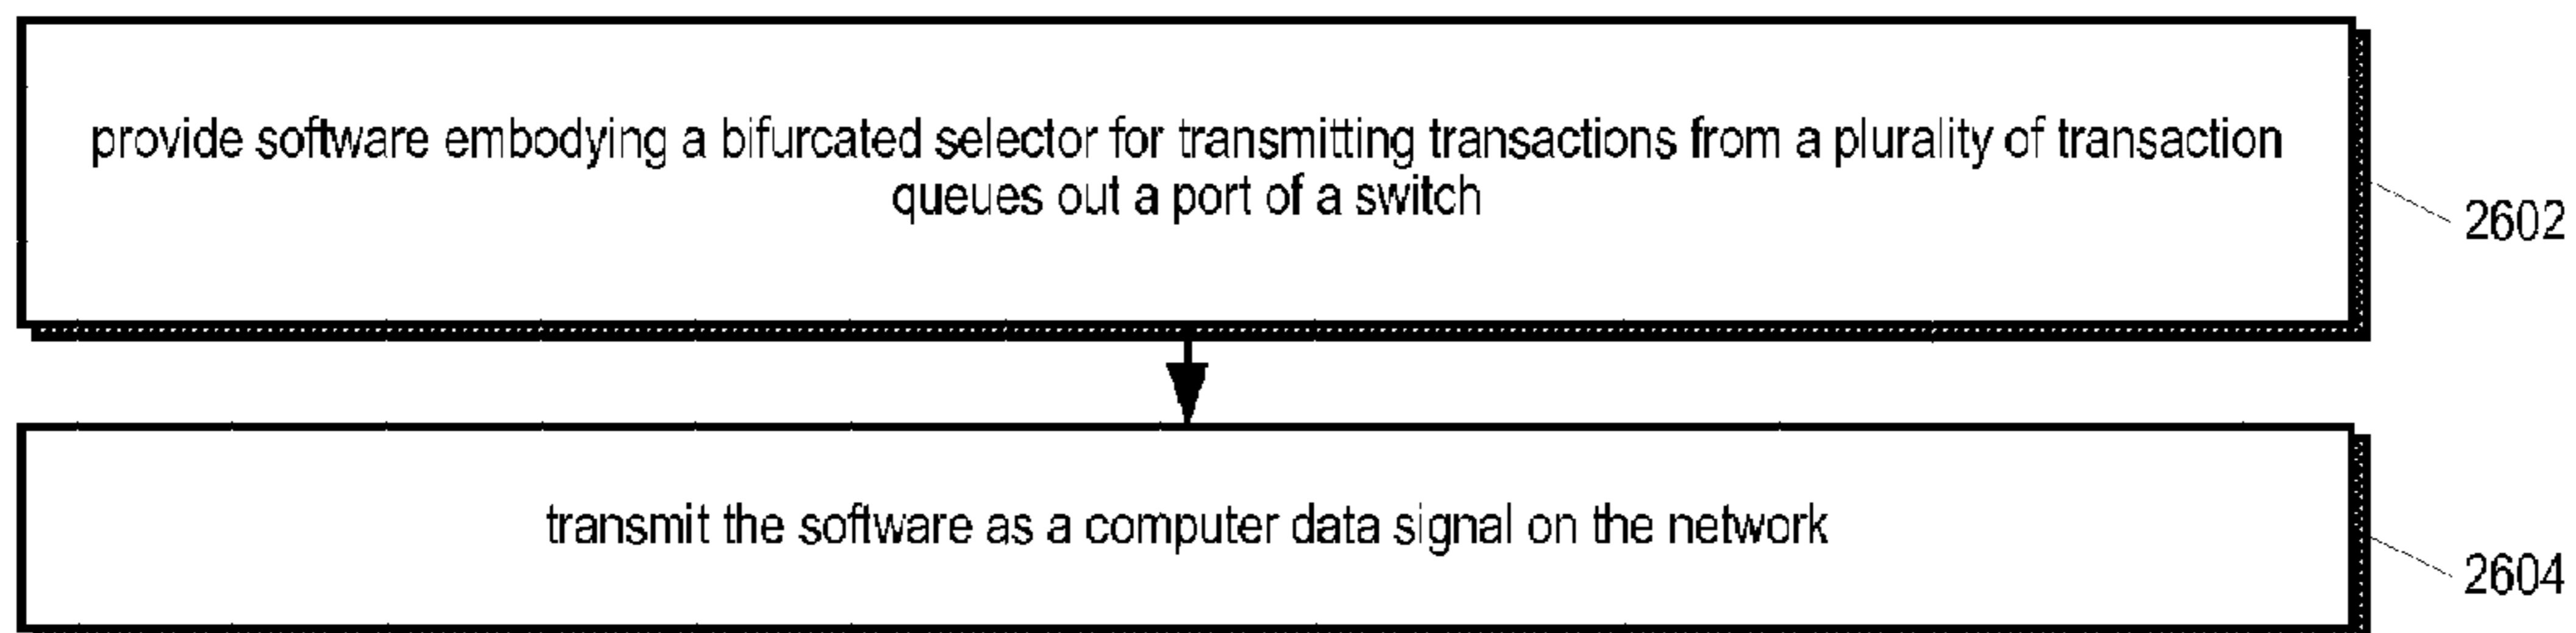 provide software embodying a bifurcated selector for transmitting transactions from a plurality of transaction
queues out a port of a switch
2602
transmit the software as a computer data signal on the network
2604